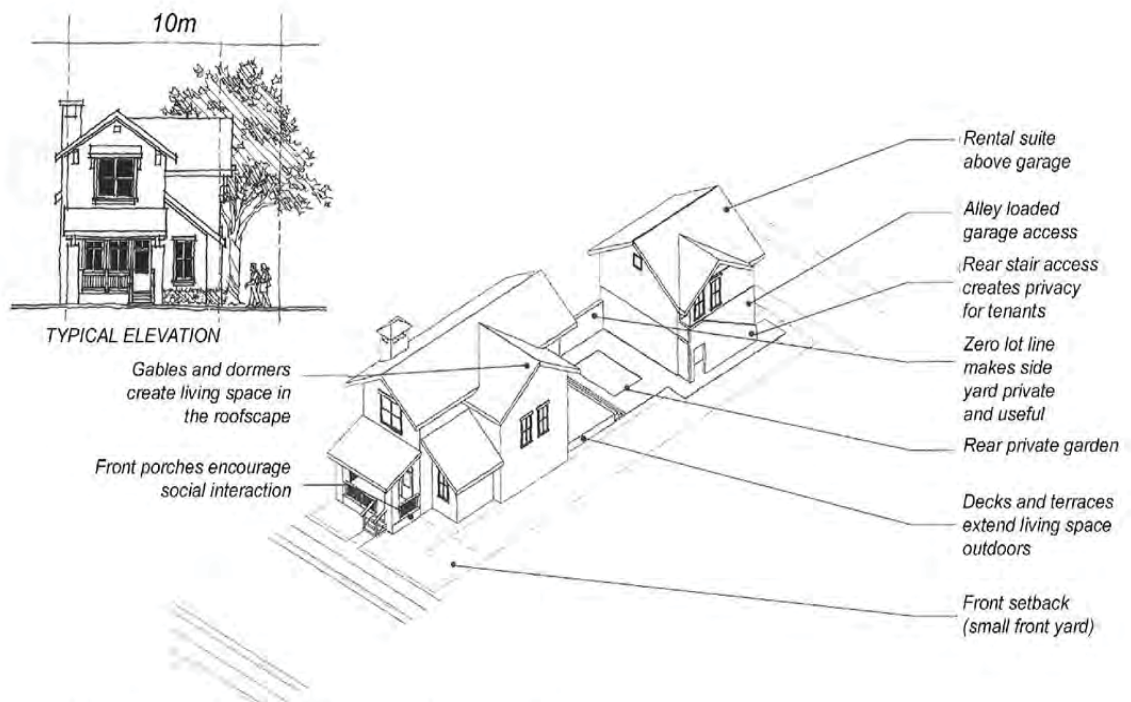 10m
TYPICAL ELEVATION
Gables and dormers
create living space in
the roofscape
Front porches encourage
social interaction
Rental suite
above garage
Alley loaded
garage access
Rear stair access
creates privacy
for tenants
Zero lot line
makes side
yard private
and useful
Rear private garden
Decks and terraces
extend living space
outdoors
Front setback
(small front yard)